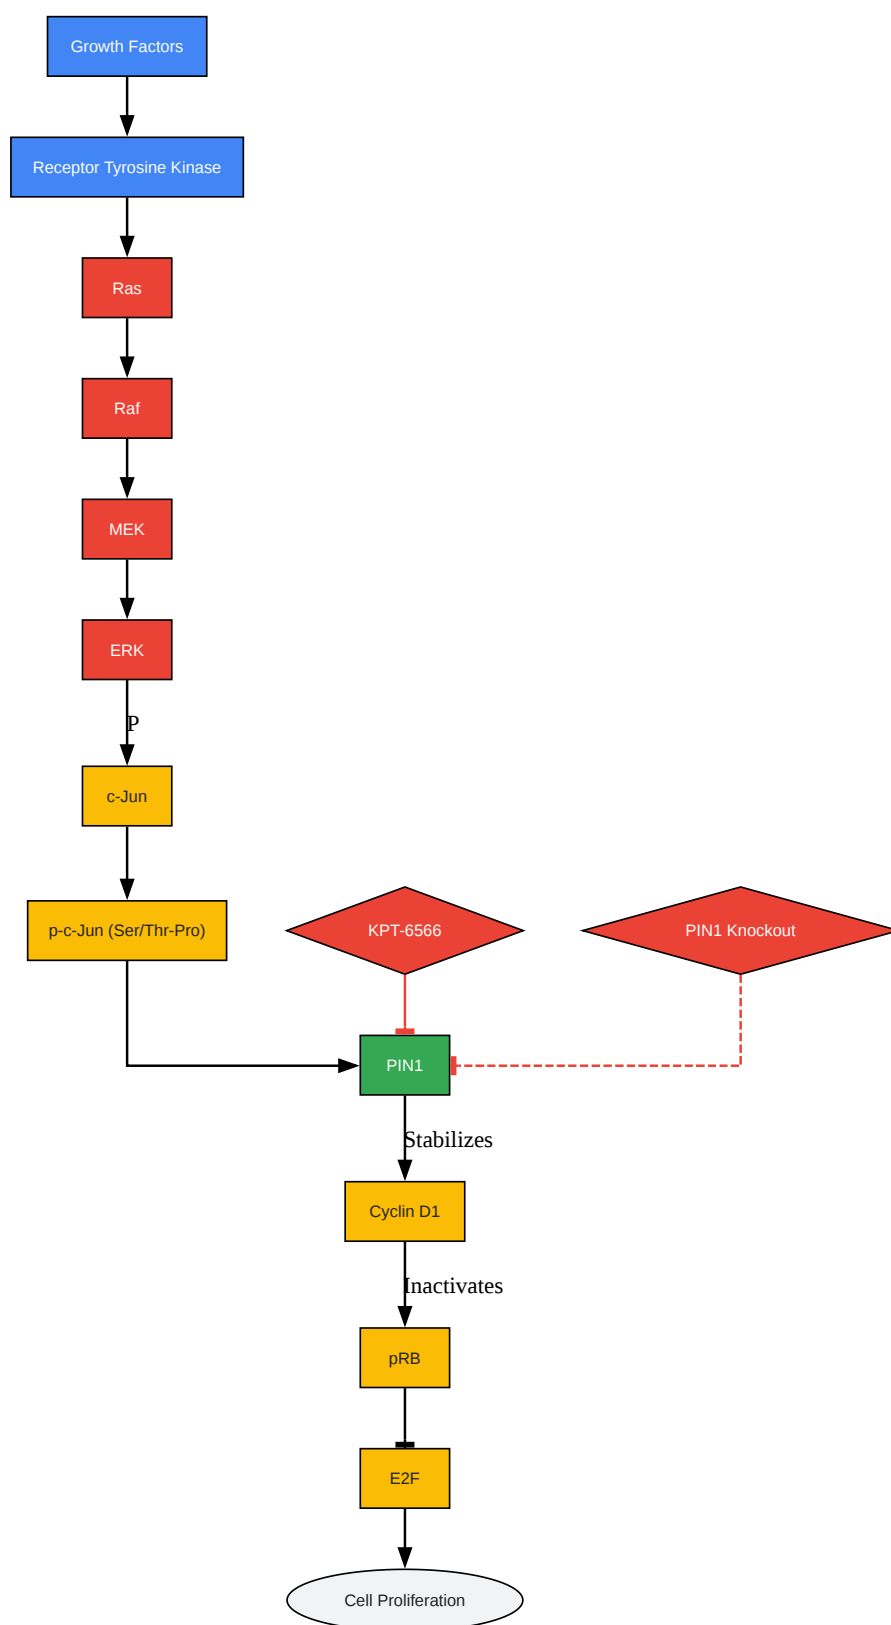 Growth Factors
Receptor Tyrosine Kinase
Ras
Raf
MEK
ERK
P
c-Jun
p-c-Jun (Ser/Thr-Pro)
KPT-6566
PIN1 Knockout
PIN1
Stabilizes
Cyclin D1
Inactivates
pRB
E2F
Cell Proliferation